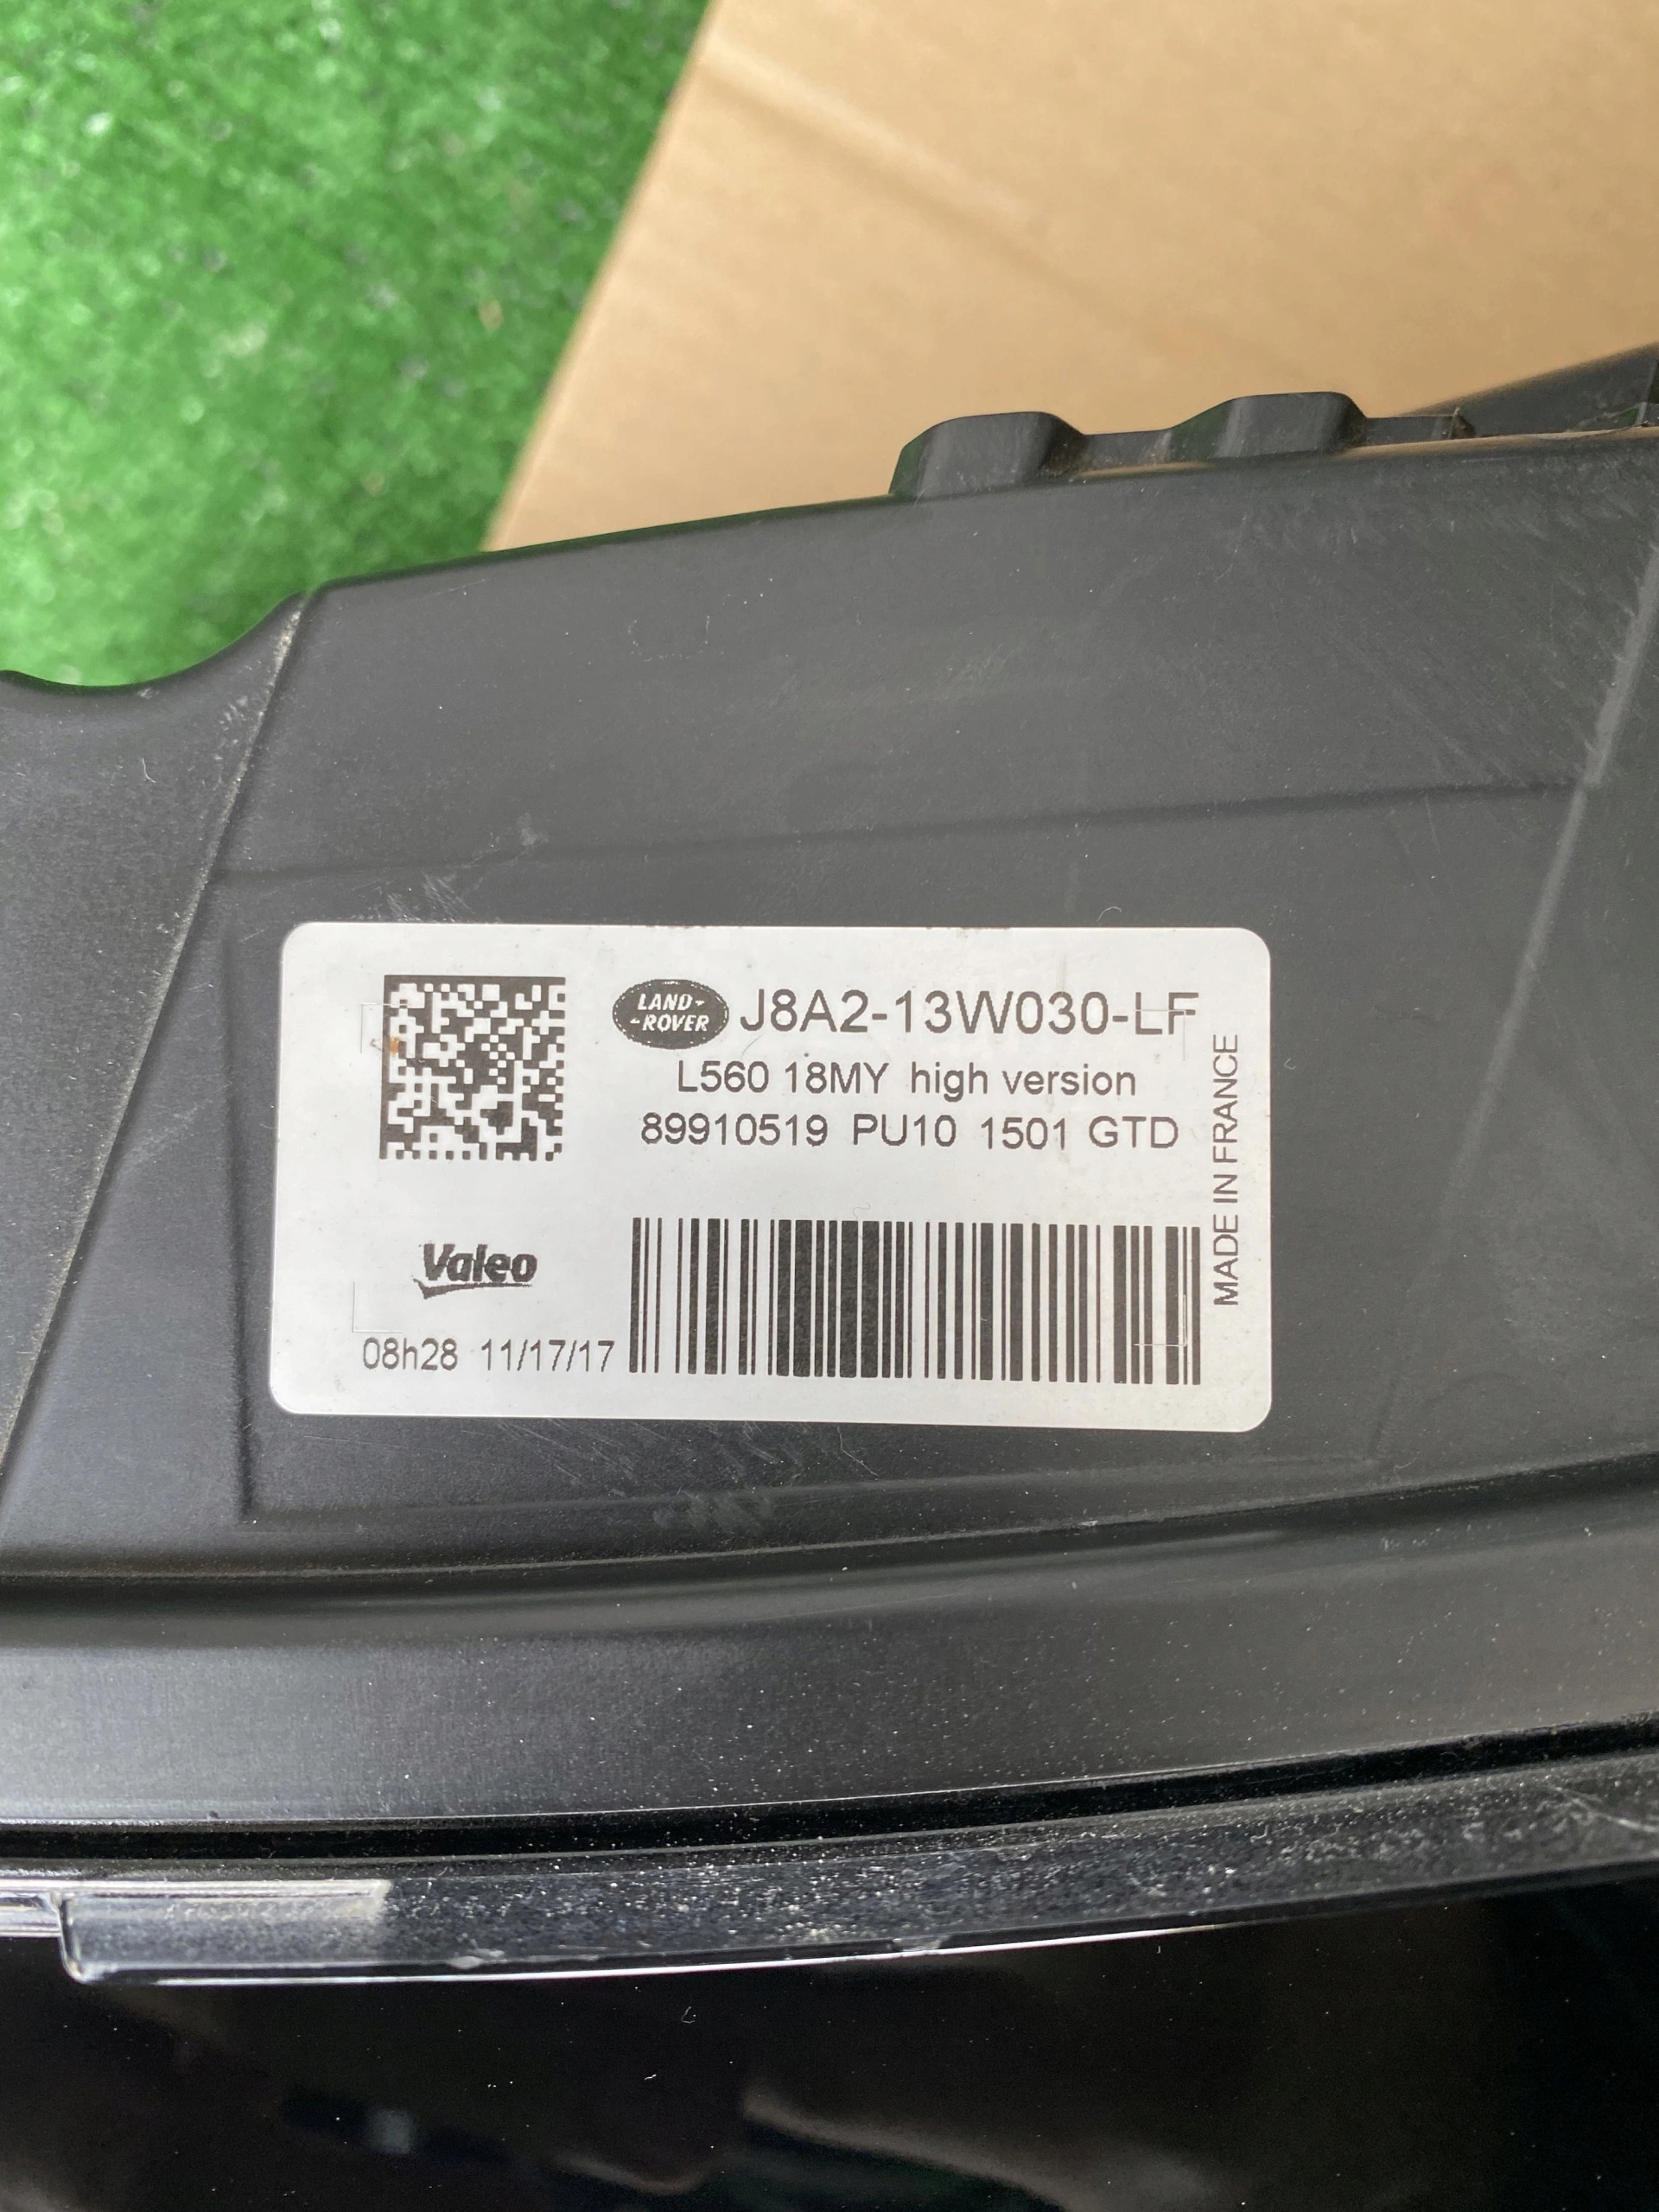 LAND-
-ROVER
J8A2-13W030-LF
L560 18MY high version
89910519 PU10 1501 GTD
MADE IN FRANCE
Valeo
08h28 11/17/17